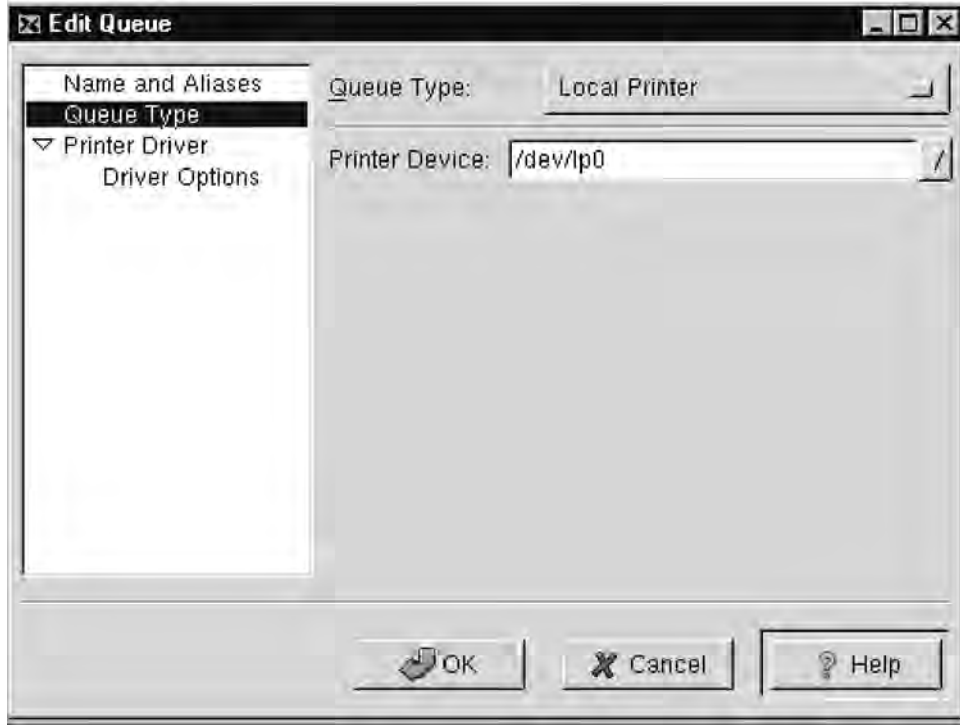 Edit Queue
Name and Aliases
Queue Type
Printer Driver
Driver Options
Queue Type: Local Printer
Printer Device: /dev/lp0 /
OK Cancel ? Help